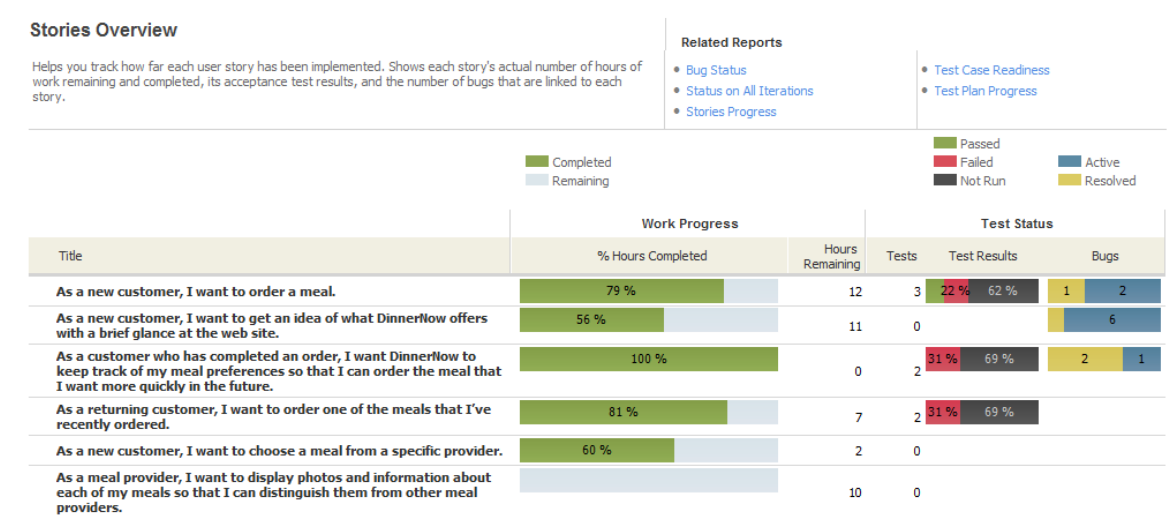 Stories Overview
Helps you track how far each user story has been implemented. Shows each story's actual number of hours of
work remaining and completed, its acceptance test results, and the number of bugs that are linked to each
story.
Related Reports
Bug Status
Status on All Iterations
Stories Progress
Test Case Readiness
Test Plan Progress
Completed
Remaining
Passed
Failed
Not Run
Active
Resolved
Work Progress
Test Status
Title
% Hours Completed
Hours
Remaining
Tests
Test Results
Bugs
As a new customer, I want to order a meal.
79 %
12
3
22 %
62 %
1
2
As a new customer, I want to get an idea of what DinnerNow offers
with a brief glance at the web site.
56 %
11
0
6
As a customer who has completed an order, I want DinnerNow to
keep track of my meal preferences so that I can order the meal that
I want more quickly in the future.
100 %
0
2
31 %
69 %
2
1
As a returning customer, I want to order one of the meals that I've
recently ordered.
81 %
7
2
31 %
69 %
As a new customer, I want to choose a meal from a specific provider.
60 %
2
0
As a meal provider, I want to display photos and information about
each of my meals so that I can distinguish them from other meal
providers.
10
0